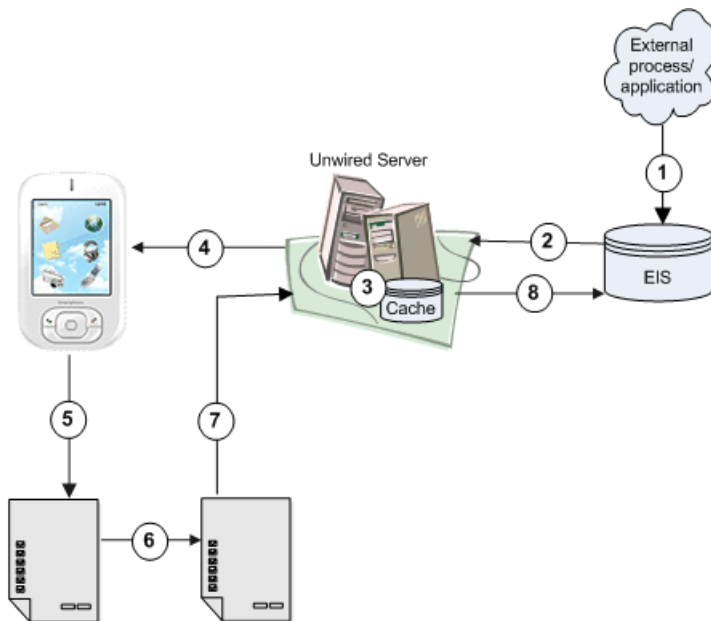 External
process/
application
1
Unwired Server
2
EIS
4
3
Cache
8
5
7
6